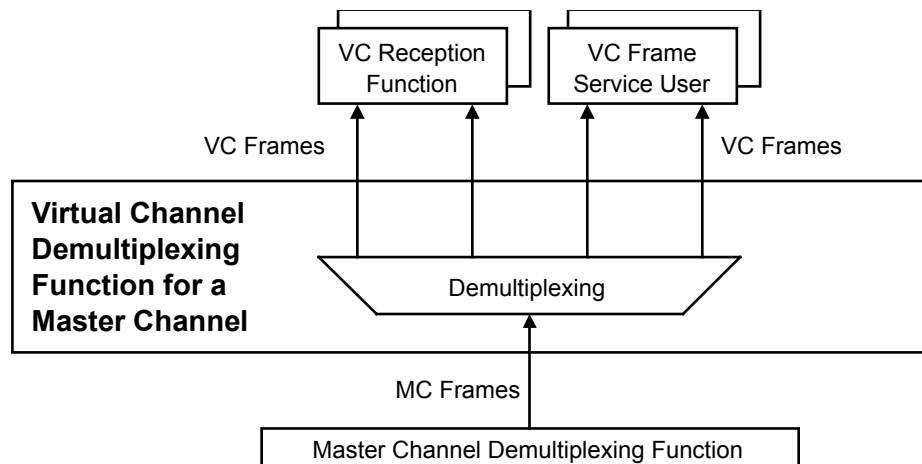 VC Reception
Function
VC Frame
Service User
VC Frames
VC Frames
Virtual Channel
Demultiplexing
Function for a
Master Channel
Demultiplexing
MC Frames
Master Channel Demultiplexing Function